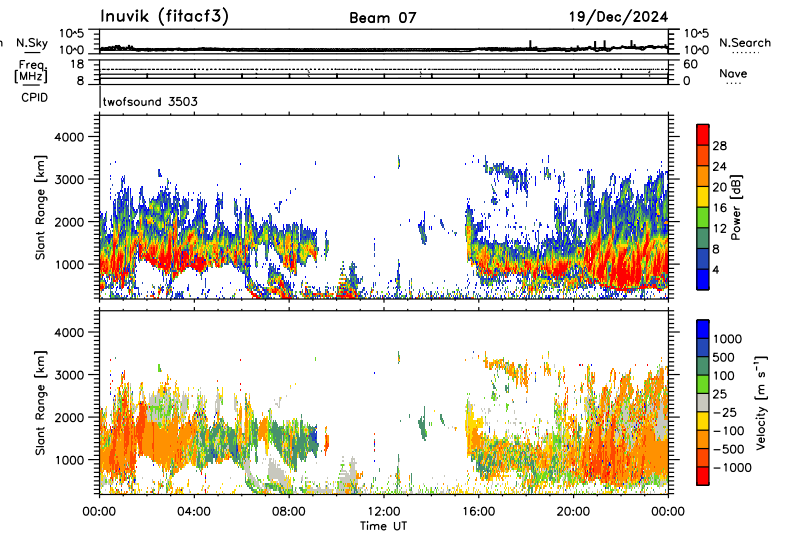 Inuvik (fitacf3) Beam 07 19/Dec/2024
n N.Sky 10^5 10^5 N.Search
10^0 10^0
Freq. 18 60 Nave
[MHz] 8 0
CPID
twofsound 3503
Slant Range [km]
4000
3000
2000
1000
28
24
20
16
12
8
4
Power [dB]
Slant Range [km]
4000
3000
2000
1000
1000
500
100
25
-25
-100
-500
-1000
Velocity [m s⁻¹]
00:00 04:00 08:00 12:00 16:00 20:00 00:00
Time UT